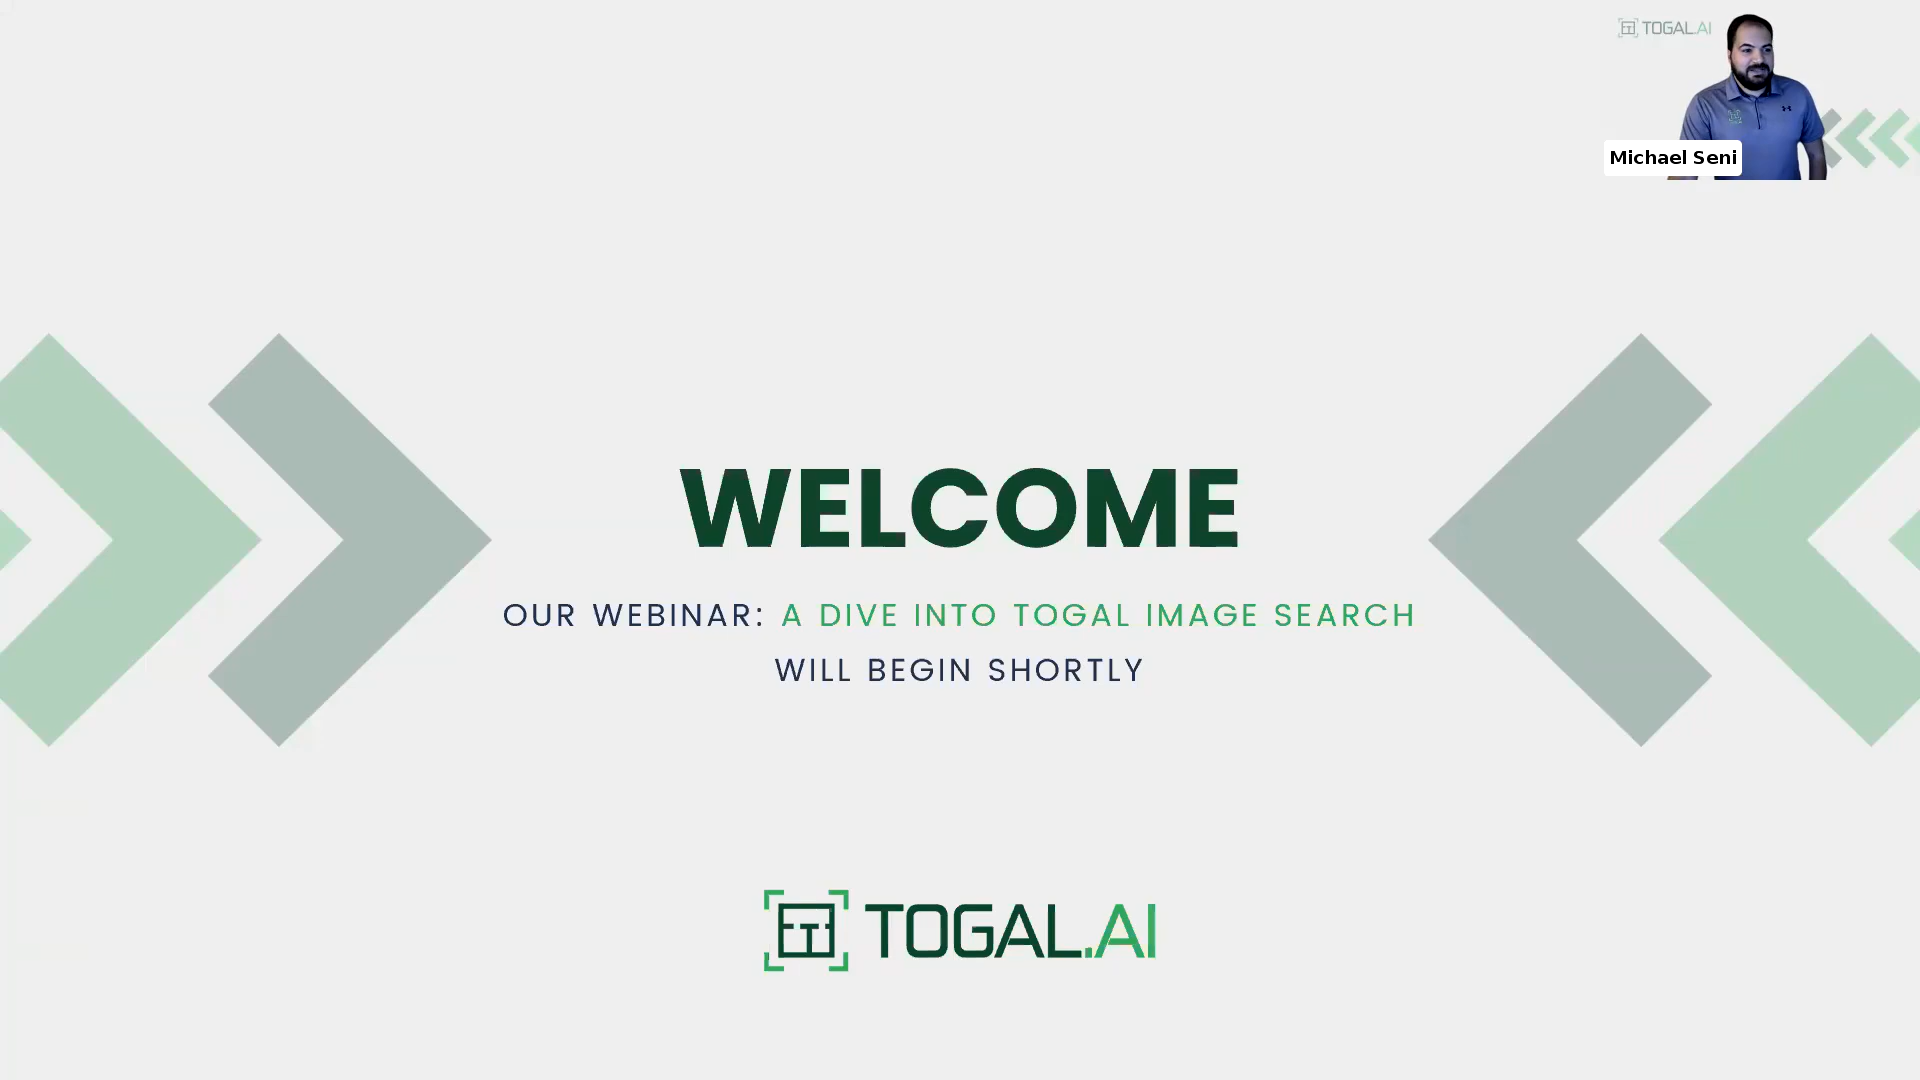 TOGAL.AI
Michael Seni
WELCOME
OUR WEBINAR: A DIVE INTO TOGAL IMAGE SEARCH
WILL BEGIN SHORTLY
TOGAL.AI